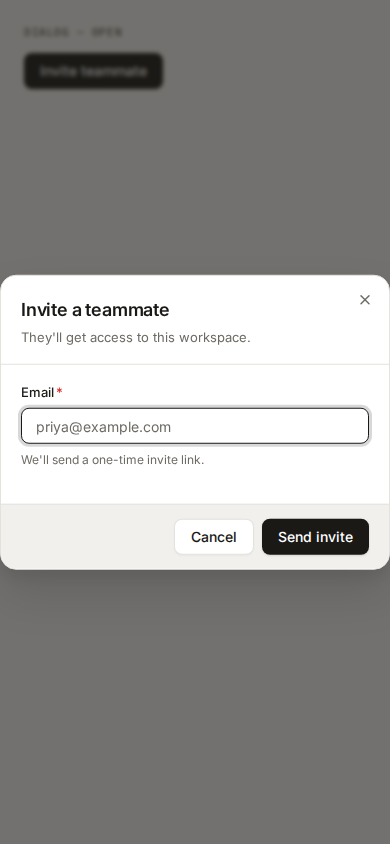 DIALOG — OPEN
Invite teammate
Invite a teammate
They'll get access to this workspace.
Email *
priya@example.com
We'll send a one-time invite link.
Cancel
Send invite